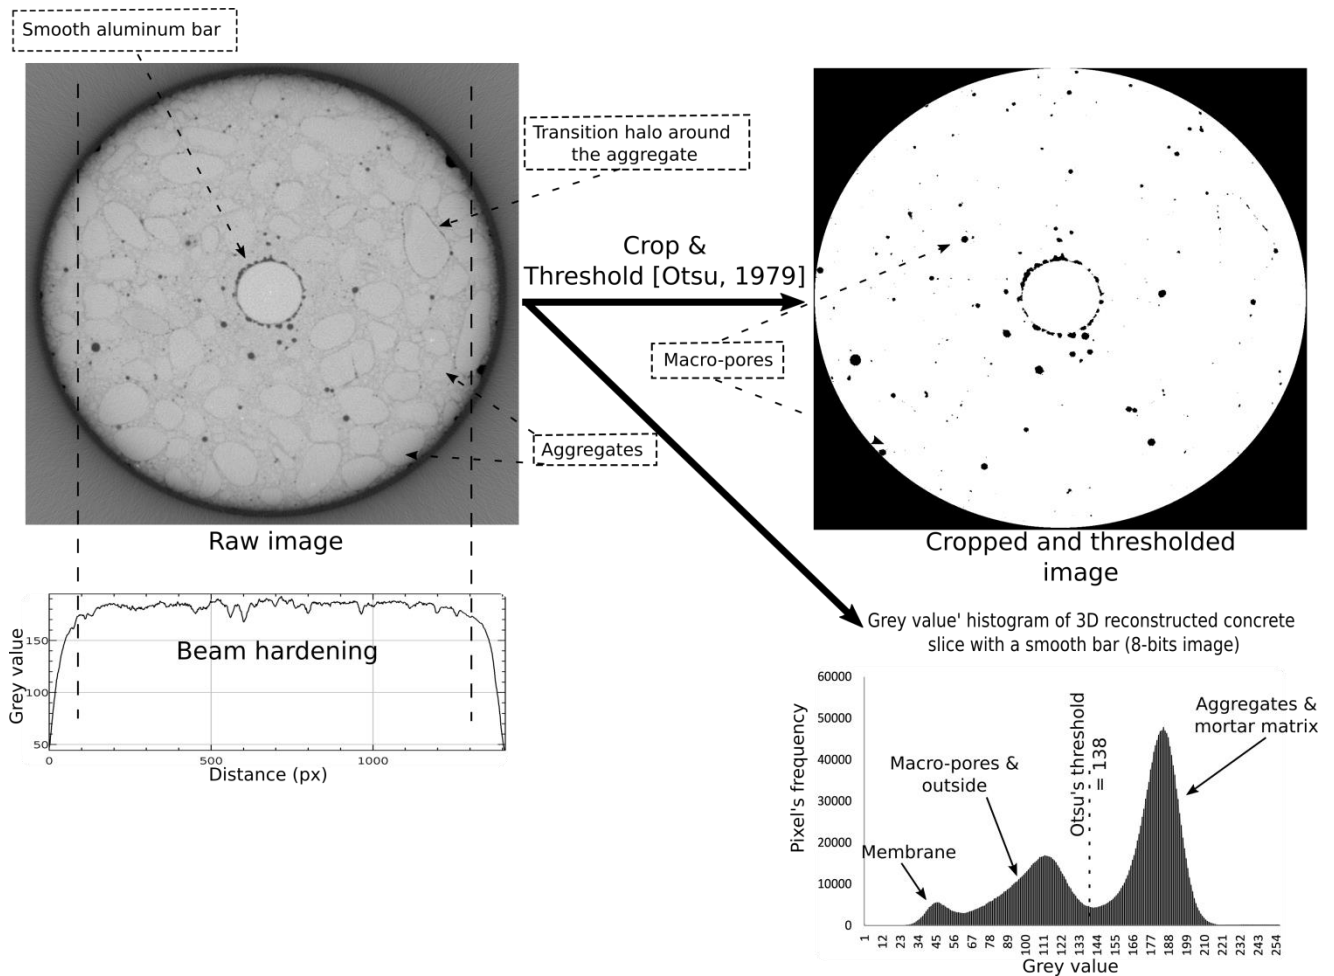 Smooth aluminum bar
Transition halo around
the aggregate
Crop &
Threshold [Otsu, 1979]
Macro-pores
Aggregates
Raw image
Cropped and thresholded
image
Grey value
150
100
50
Beam hardening
0
500
1000
Distance (px)
Grey value' histogram of 3D reconstructed concrete
slice with a smooth bar (8-bits image)
Pixel's frequency
60000
50000
40000
30000
20000
10000
0
Membrane
Macro-pores &
outside
Otsu's threshold
= 138
Aggregates &
mortar matrix
1 12 23 34 45 56 67 78 89 100 111 122 133 144 155 166 177 188 199 210 221 232 243 254
Grey value